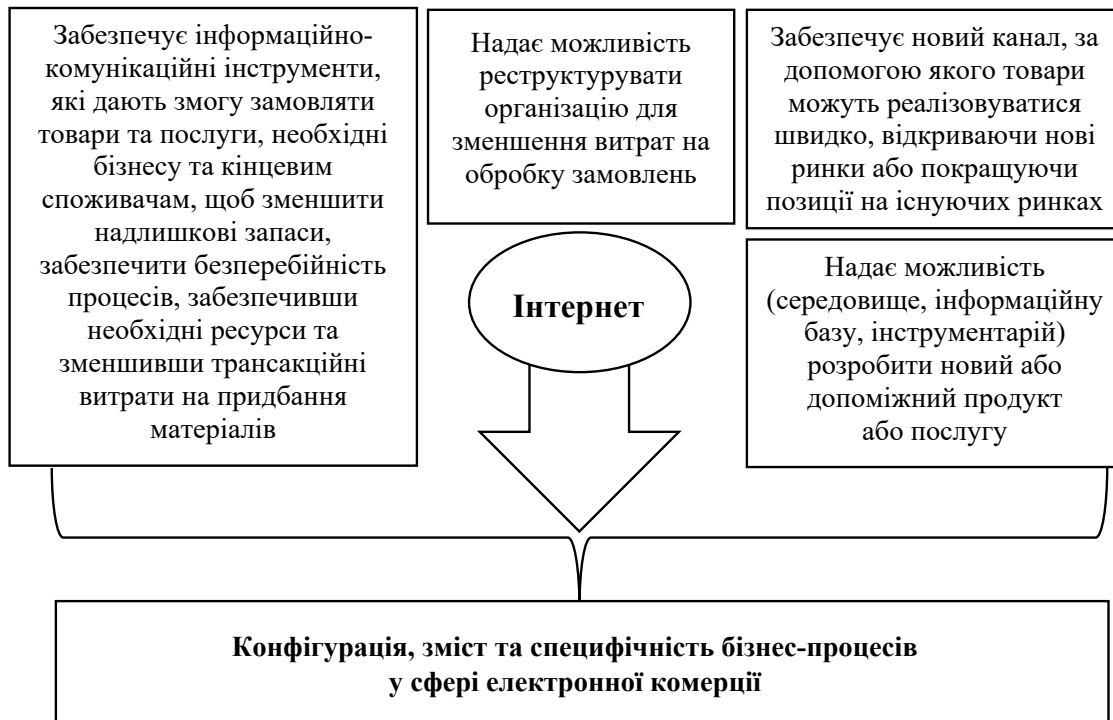 Забезпечує інформаційно-
комунікаційні інструменти,
які дають змогу замовляти
товари та послуги, необхідні
бізнесу та кінцевим
споживачам, щоб зменшити
надлишкові запаси,
забезпечити безперебійність
процесів, забезпечивши
необхідні ресурси та
зменшивши трансакційні
витрати на придбання
матеріалів
Надає можливість
реструктурувати
організацію для
зменшення витрат на
обробку замовлень
Забезпечує новий канал, за
допомогою якого товари
можуть реалізовуватися
швидко, відкриваючи нові
ринки або покращуючи
позиції на існуючих ринках
Інтернет
Надає можливість
(середовище, інформаційну
базу, інструментарій)
розробити новий або
допоміжний продукт
або послугу
Конфігурація, зміст та специфічність бізнес-процесів
у сфері електронної комерції